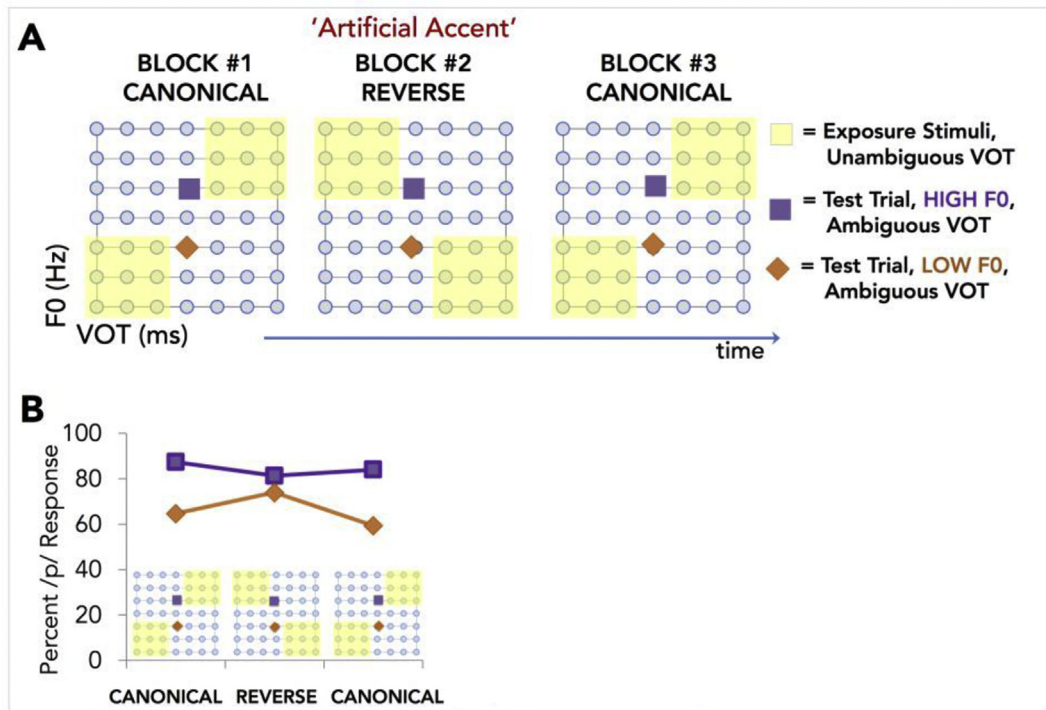 A
'Artificial Accent'
BLOCK #1
CANONICAL
BLOCK #2
REVERSE
BLOCK #3
CANONICAL
= Exposure Stimuli,
Unambiguous VOT
= Test Trial, HIGH F0,
Ambiguous VOT
= Test Trial, LOW F0,
Ambiguous VOT
F0 (Hz)
VOT (ms)
time
B
Percent /p/ Response
100
80
60
40
20
0
CANONICAL REVERSE CANONICAL